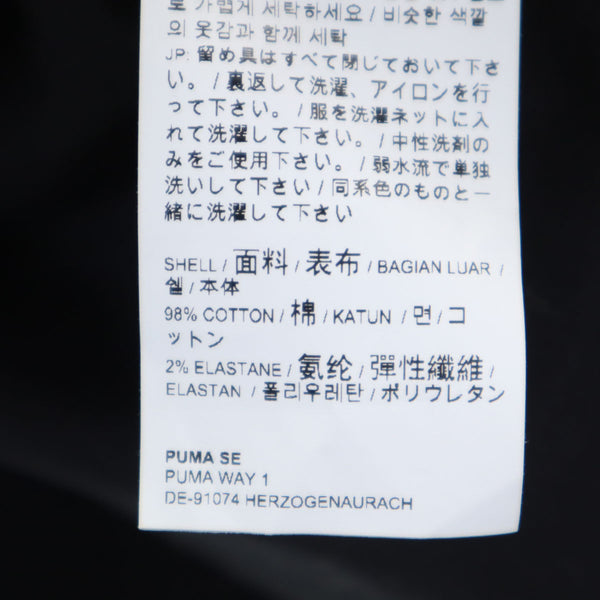 로 가볍게 세탁하세요 / 비슷한 색깔
의 옷감과 함께 세탁
JP: 留め具はすべて閉じておいて下さ
い。 / 裏返して洗濯、アイロンを行
って下さい。 / 服を洗濯ネットに入
れて洗濯して下さい。 / 中性洗剤の
みをご使用下さい。 / 弱水流で単独
洗いして下さい / 同系色のものと一
緒に洗濯して下さい
SHELL / 面料 / 表布 / BAGIAN LUAR /
쉘 / 本体
98% COTTON / 棉 / KATUN / 면 / コ
ットン
2% ELASTANE / 氨纶 / 彈性纖維 /
ELASTAN / 폴리우레탄 / ポリウレタン
PUMA SE
PUMA WAY 1
DE-91074 HERZOGENAURACH